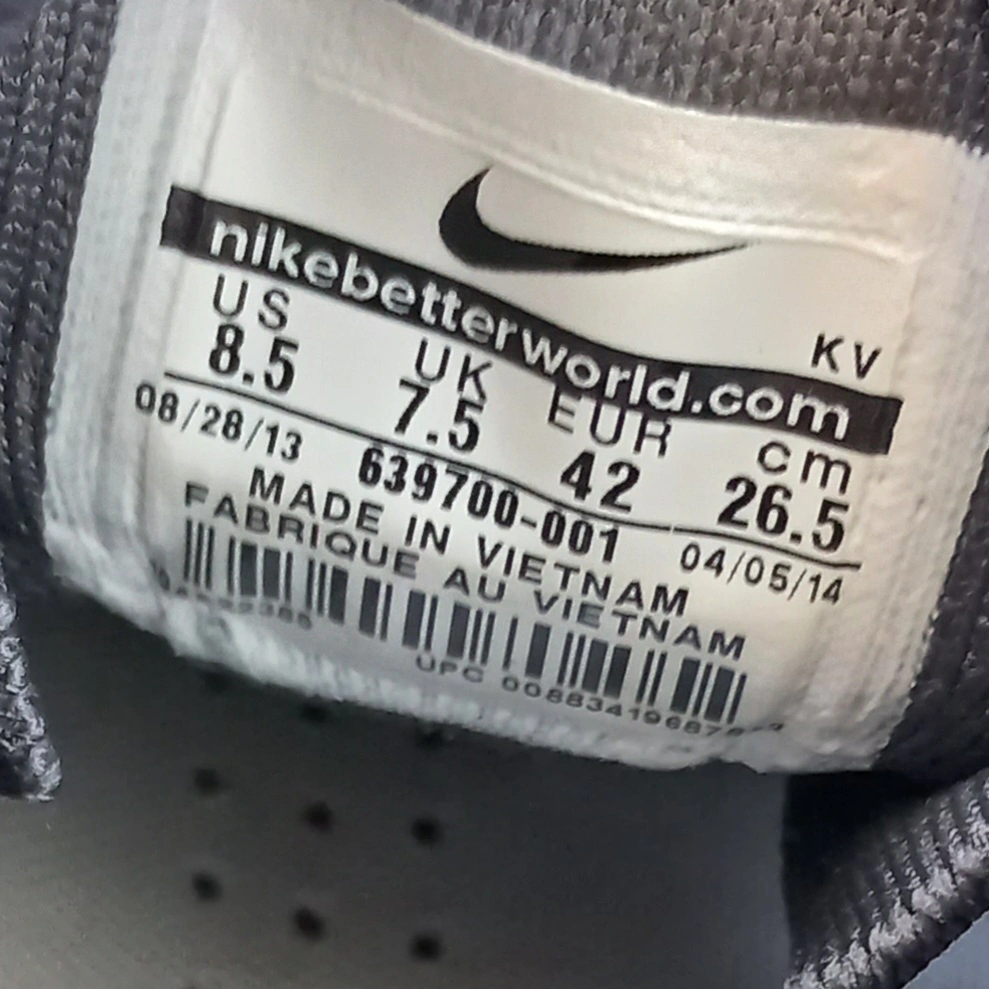 nikebetterworld.com
KV
US UK EUR cm
8.5 7.5 42 26.5
08/28/13 639700-001 04/05/14
MADE IN VIETNAM
FABRIQUE AU VIETNAM
UPC